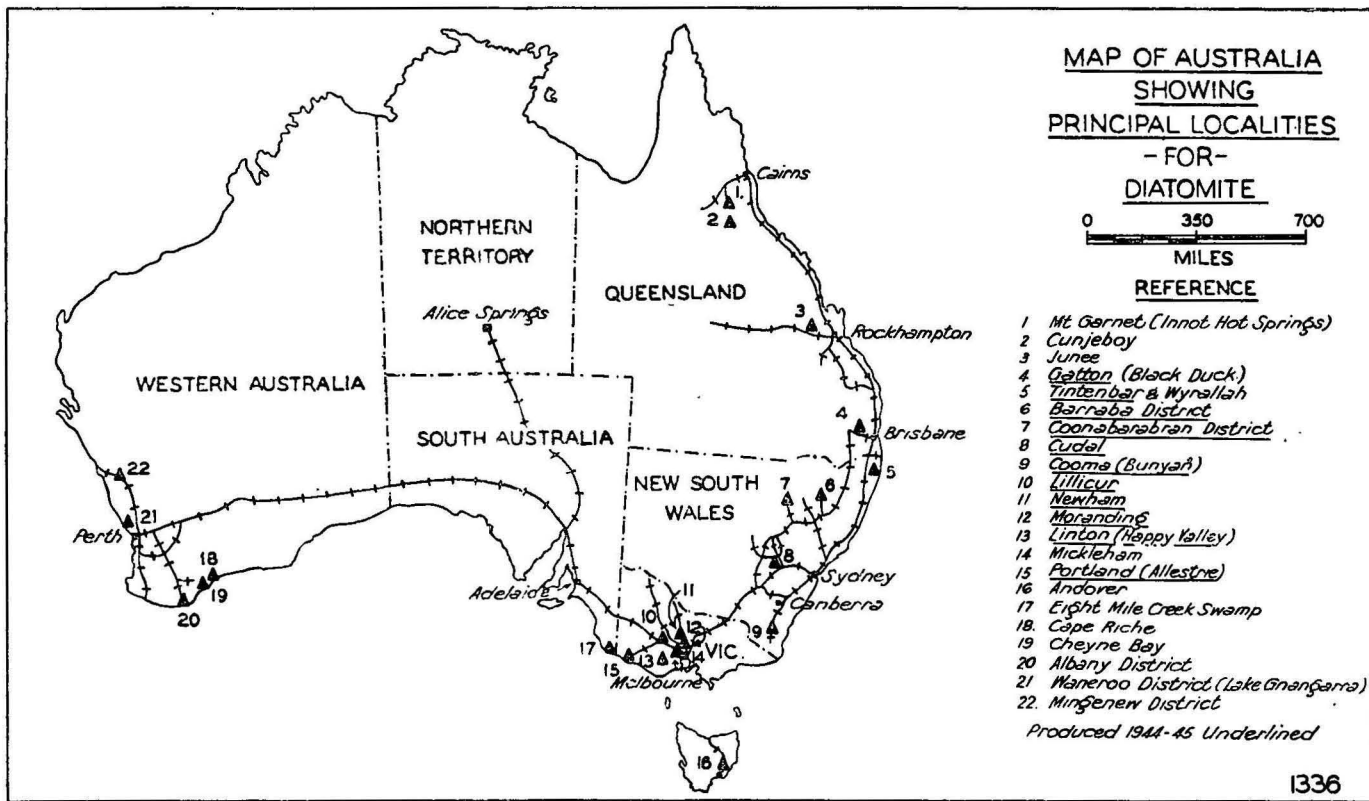 MAP OF AUSTRALIA
SHOWING
PRINCIPAL LOCALITIES
-FOR-
DIATOMITE
0 350 700
MILES
REFERENCE
1 Mt Garnet (Innot Hot Springs)
2 Cunjeboy
3 Junee
4 Gatton (Black Duck)
5 Tintenbar & Wyrallah
6 Barraba District
7 Coonabarabran District
8 Cudal
9 Cooma (Bunyan)
10 Lillicur
11 Newham
12 Moranding
13 Linton (Happy Valley)
14 Mickleham
15 Portland (Allestree)
16 Andover
17 Eight Mile Creek Swamp
18. Cape Riche
19 Cheyne Bay
20 Albany District
21 Waneroo District (Lake Gnangarra)
22. Mingenew District
Produced 1944-45 Underlined
1336
Cairns
1.
2
NORTHERN
TERRITORY
QUEENSLAND
Alice Springs
3
Rockhampton
WESTERN AUSTRALIA
SOUTH AUSTRALIA
4
Brisbane
5
22
NEW SOUTH
WALES
7
6
21
Perth
18
19
20
8
Sydney
Adelaide
11
Canberra
10
12
9
17
VIC
15
13
14
Melbourne
16